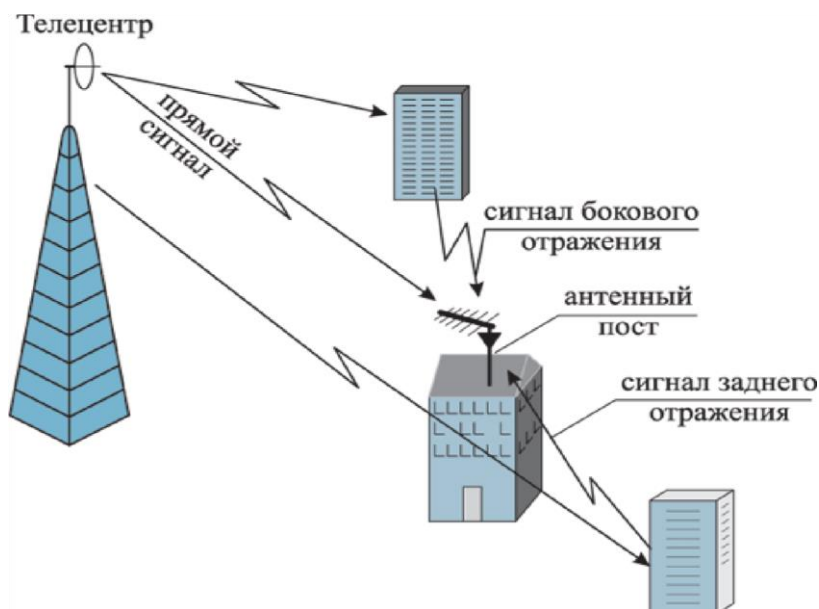 Телецентр
прямой
сигнал
сигнал бокового
отражения
антенный
пост
сигнал заднего
отражения